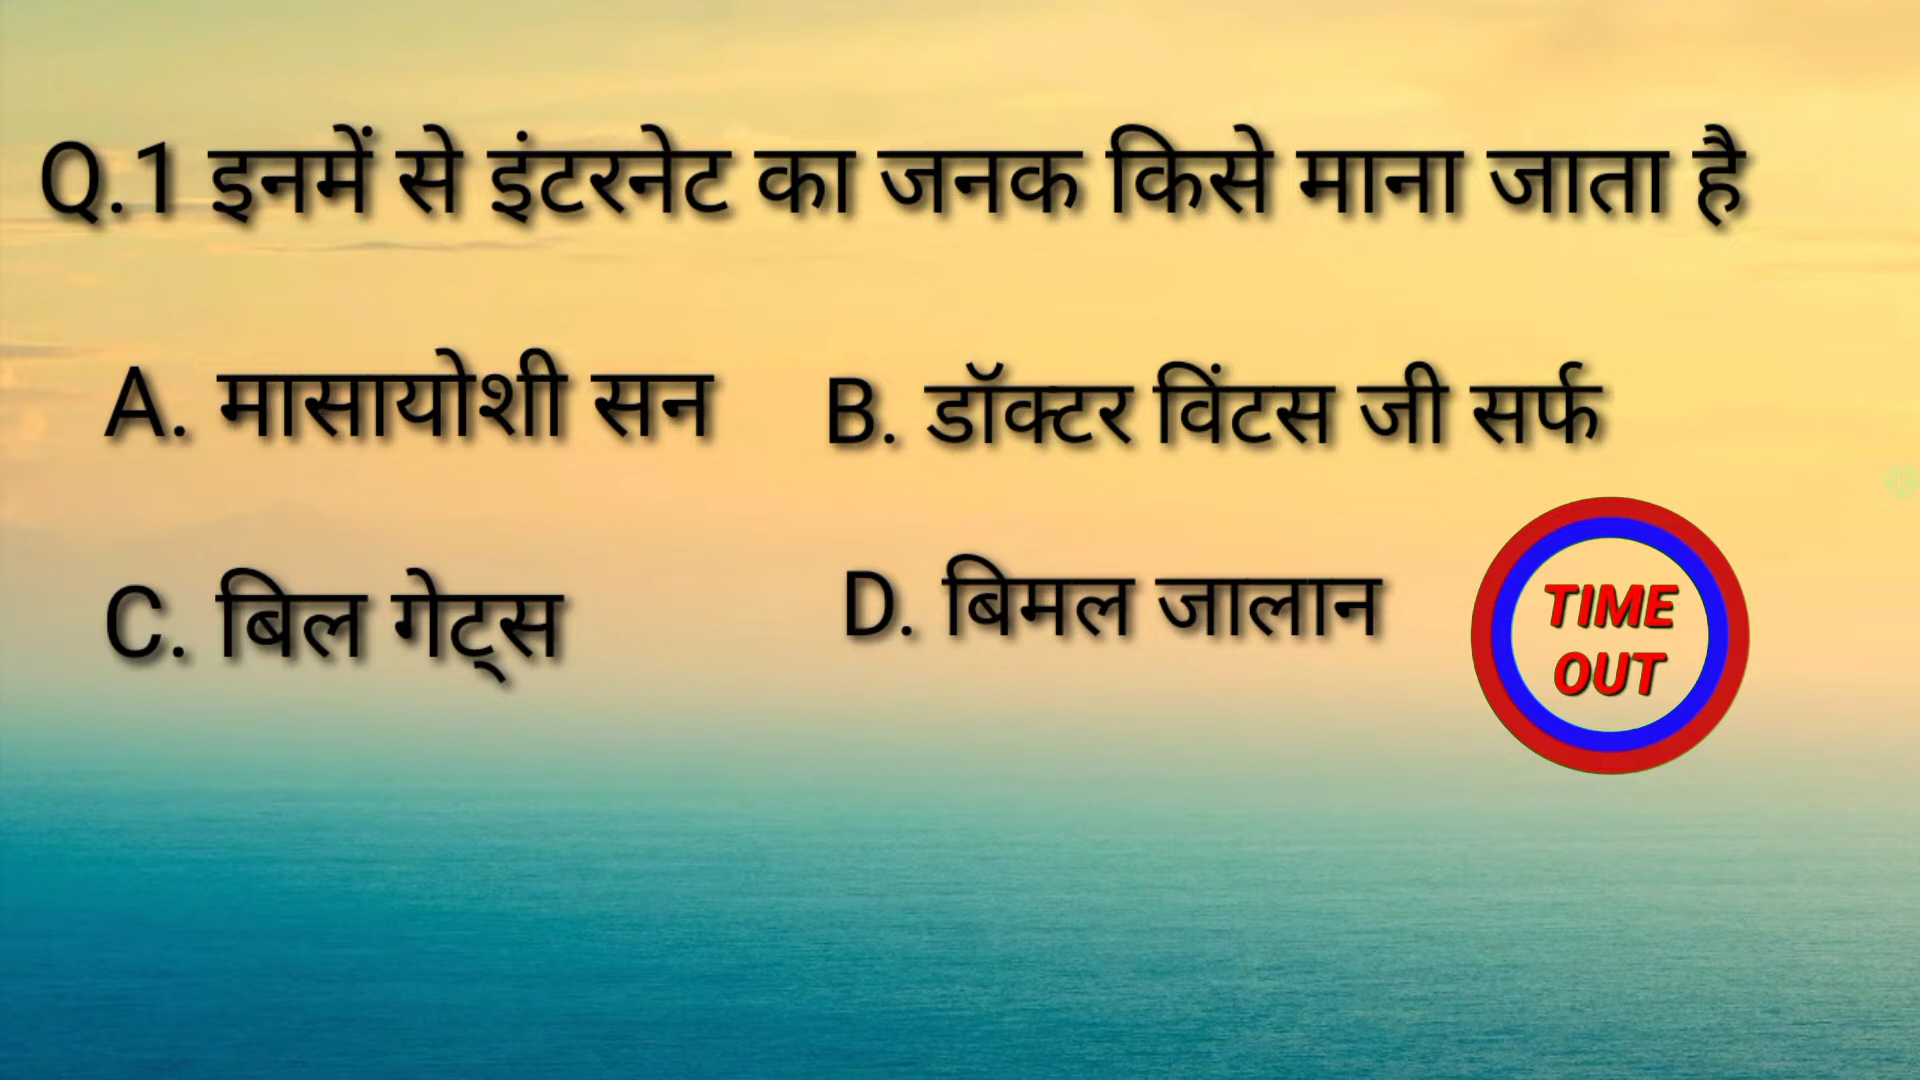 Q.1 इनमें से इंटरनेट का जनक किसे माना जाता है
A. मासायोशी सन
B. डॉक्टर विंटस जी सर्फ
C. बिल गेट्स
D. बिमल जालान
TIME
OUT